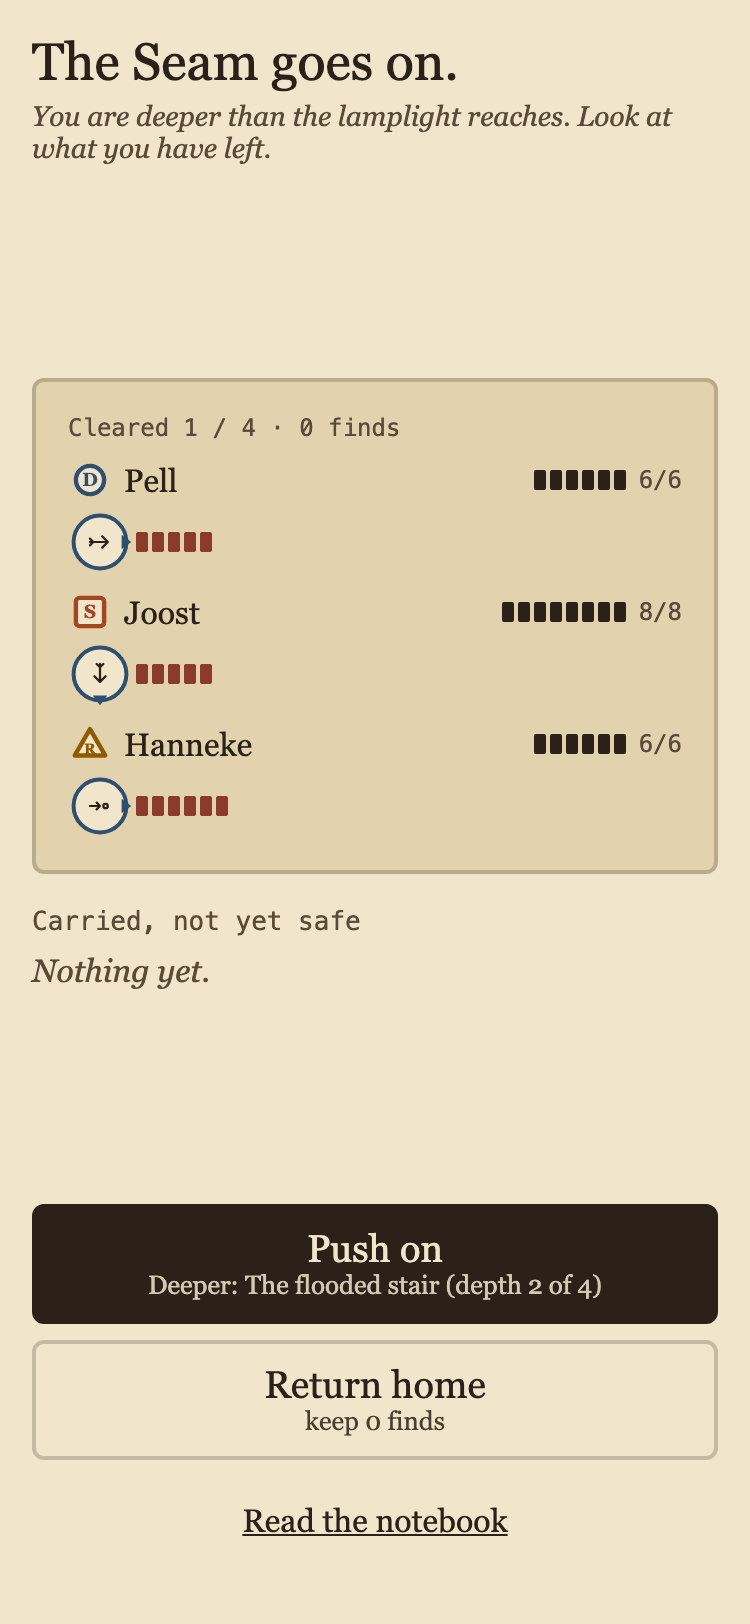 The Seam goes on.
You are deeper than the lamplight reaches. Look at
what you have left.
Cleared 1 / 4 · 0 finds
D Pell 6/6
S Joost 8/8
R Hanneke 6/6
Carried, not yet safe
Nothing yet.
Push on
Deeper: The flooded stair (depth 2 of 4)
Return home
keep 0 finds
Read the notebook